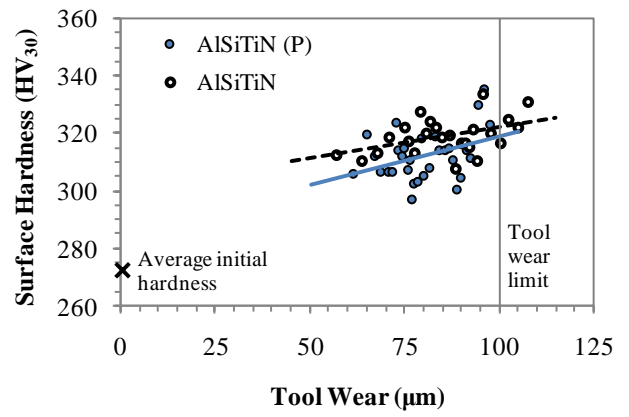 Surface Hardness (HV30)
360
340
320
300
280
260
AlSiTiN (P)
AlSiTiN
Average initial
hardness
Tool
wear
limit
0
25
50
75
100
125
Tool Wear (µm)